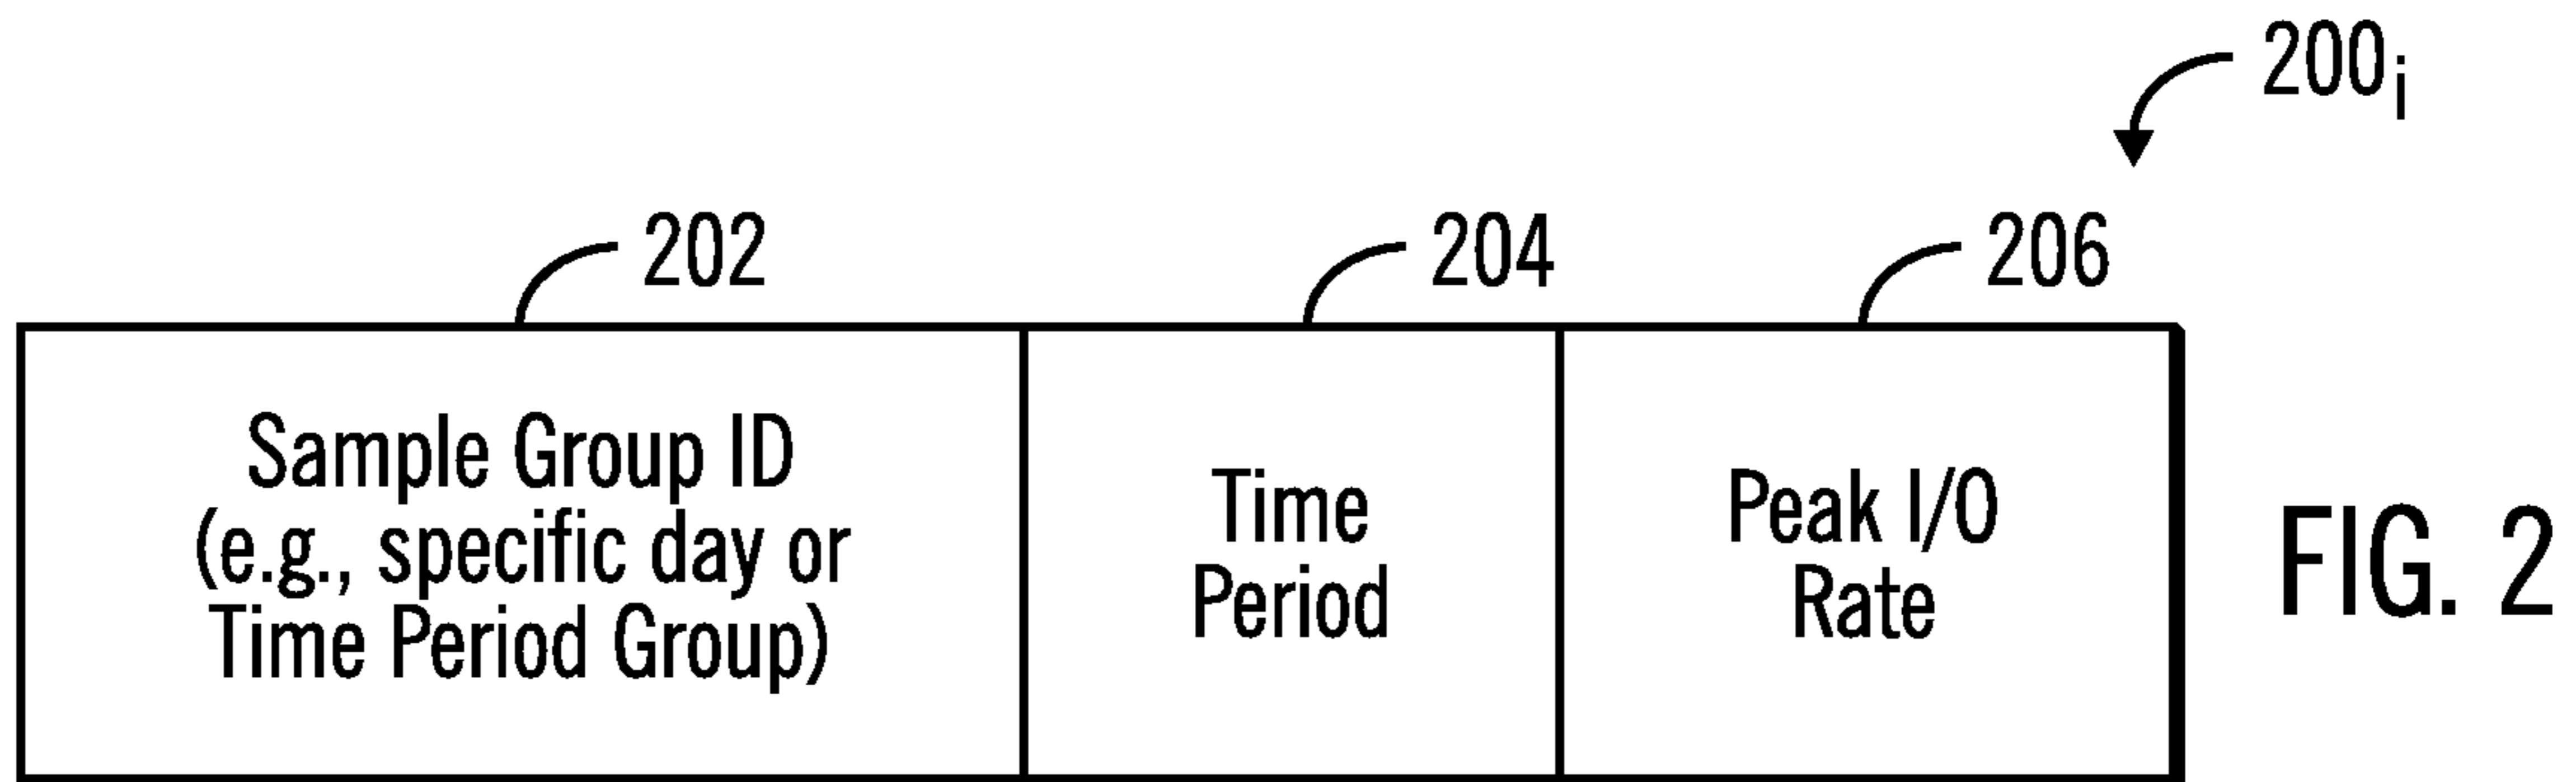 200i
202
204
206
Sample Group ID
(e.g., specific day or
Time Period Group)
Time
Period
Peak I/O
Rate
FIG. 2